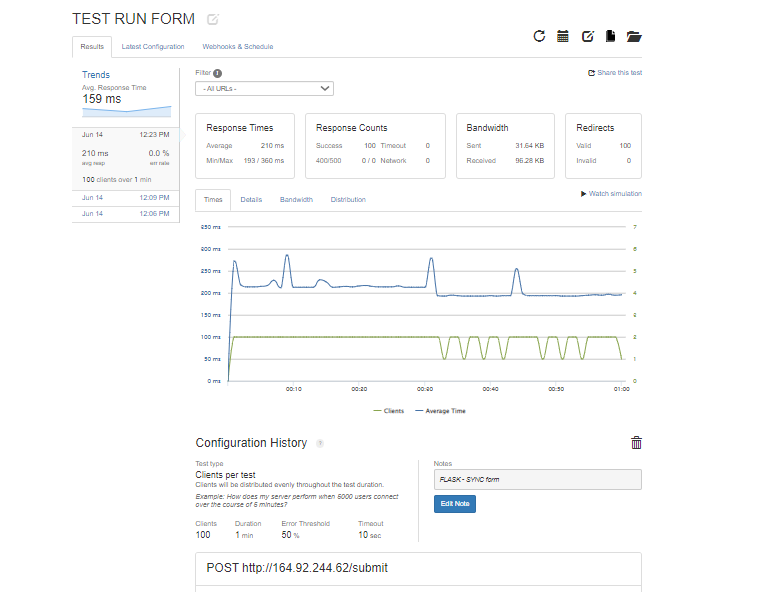 TEST RUN FORM
Results Latest Configuration Webhooks & Schedule
Trends
Avg. Response Time
159 ms
Jun 14 12:23 PM
210 ms 0.0 %
avg resp err rate
100 clients over 1 min
Jun 14 12:09 PM
Jun 14 12:06 PM
Filter
Share this test
- All URLs -
Response Times
Average 210 ms
Min/Max 193 / 360 ms
Response Counts
Success 100 Timeout 0
400/500 0 / 0 Network 0
Bandwidth
Sent 31.64 KB
Received 96.28 KB
Redirects
Valid 100
Invalid 0
Watch simulation
Times Details Bandwidth Distribution
350 ms 7
300 ms 6
250 ms 5
200 ms 4
150 ms 3
100 ms 2
50 ms 1
0 ms 0
00:10 00:20 00:30 00:40 00:50 01:00
Clients Average Time
Configuration History ?
Test type
Clients per test
Clients will be distributed evenly throughout the test duration.
Example: How does my server perform when 5000 users connect
over the course of 5 minutes?
Clients Duration Error Threshold Timeout
100 1 min 50 % 10 sec
Notes
FLASK - SYNC form
Edit Note
POST http://164.92.244.62/submit